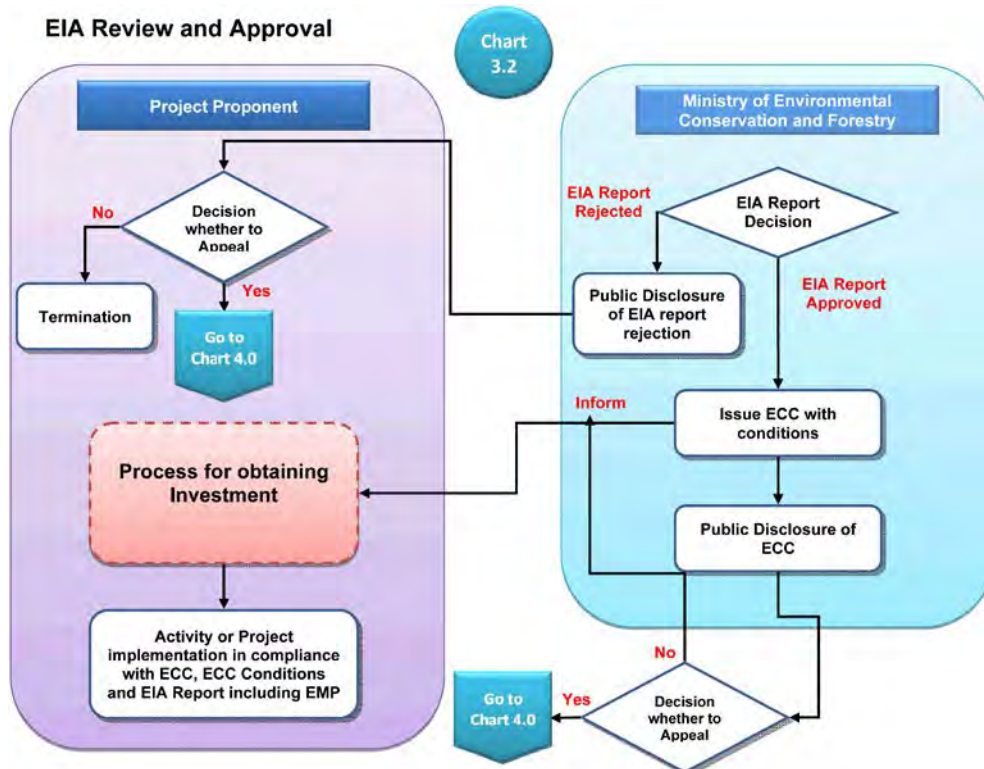 EIA Review and Approval
Chart
3.2
Project Proponent
Ministry of Environmental
Conservation and Forestry
Decision
whether to
Appeal
No
Yes
Termination
Go to
Chart 4.0
EIA Report
Rejected
EIA Report
Decision
EIA Report
Approved
Public Disclosure
of EIA report
rejection
Inform
Issue ECC with
conditions
Process for obtaining
Investment
Public Disclosure of
ECC
Activity or Project
implementation in compliance
with ECC, ECC Conditions
and EIA Report including EMP
No
Yes
Go to
Chart 4.0
Decision
whether to
Appeal